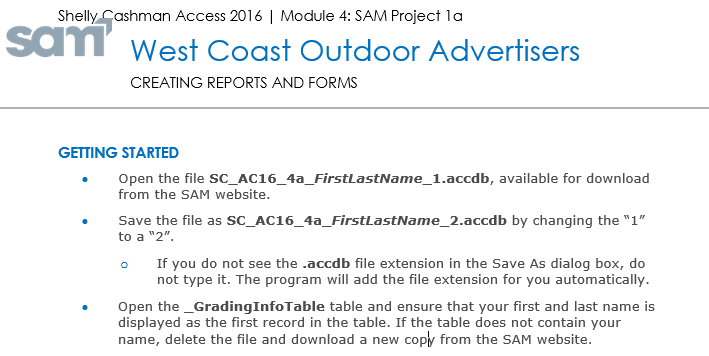 Shelly Cashman Access 2016 | Module 4: SAM Project 1a
sam
West Coast Outdoor Advertisers
CREATING REPORTS AND FORMS
GETTING STARTED
• Open the file SC_AC16_4a_FirstLastName_1.accdb, available for download
from the SAM website.
• Save the file as SC_AC16_4a_FirstLastName_2.accdb by changing the “1”
to a “2”.
o If you do not see the .accdb file extension in the Save As dialog box, do
not type it. The program will add the file extension for you automatically.
• Open the _GradingInfoTable table and ensure that your first and last name is
displayed as the first record in the table. If the table does not contain your
name, delete the file and download a new copy from the SAM website.